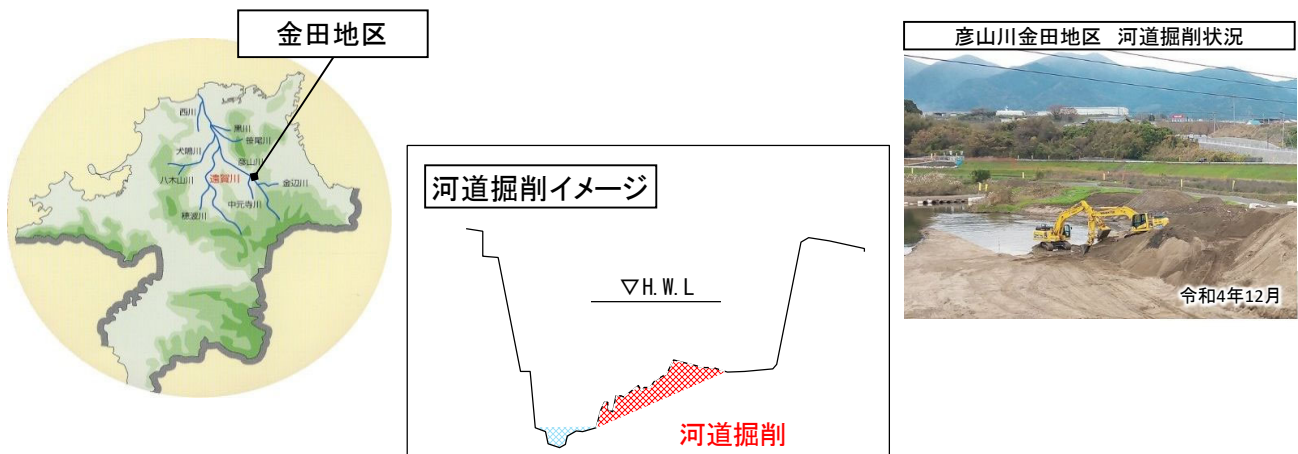 金田地区
西川
黒川
笹尾川
犬鳴川
彦山川
八木山川
遠賀川
金辺川
穂波川
中元寺川
河道掘削イメージ
▽H.W.L
河道掘削
彦山川金田地区 河道掘削状況
令和4年12月